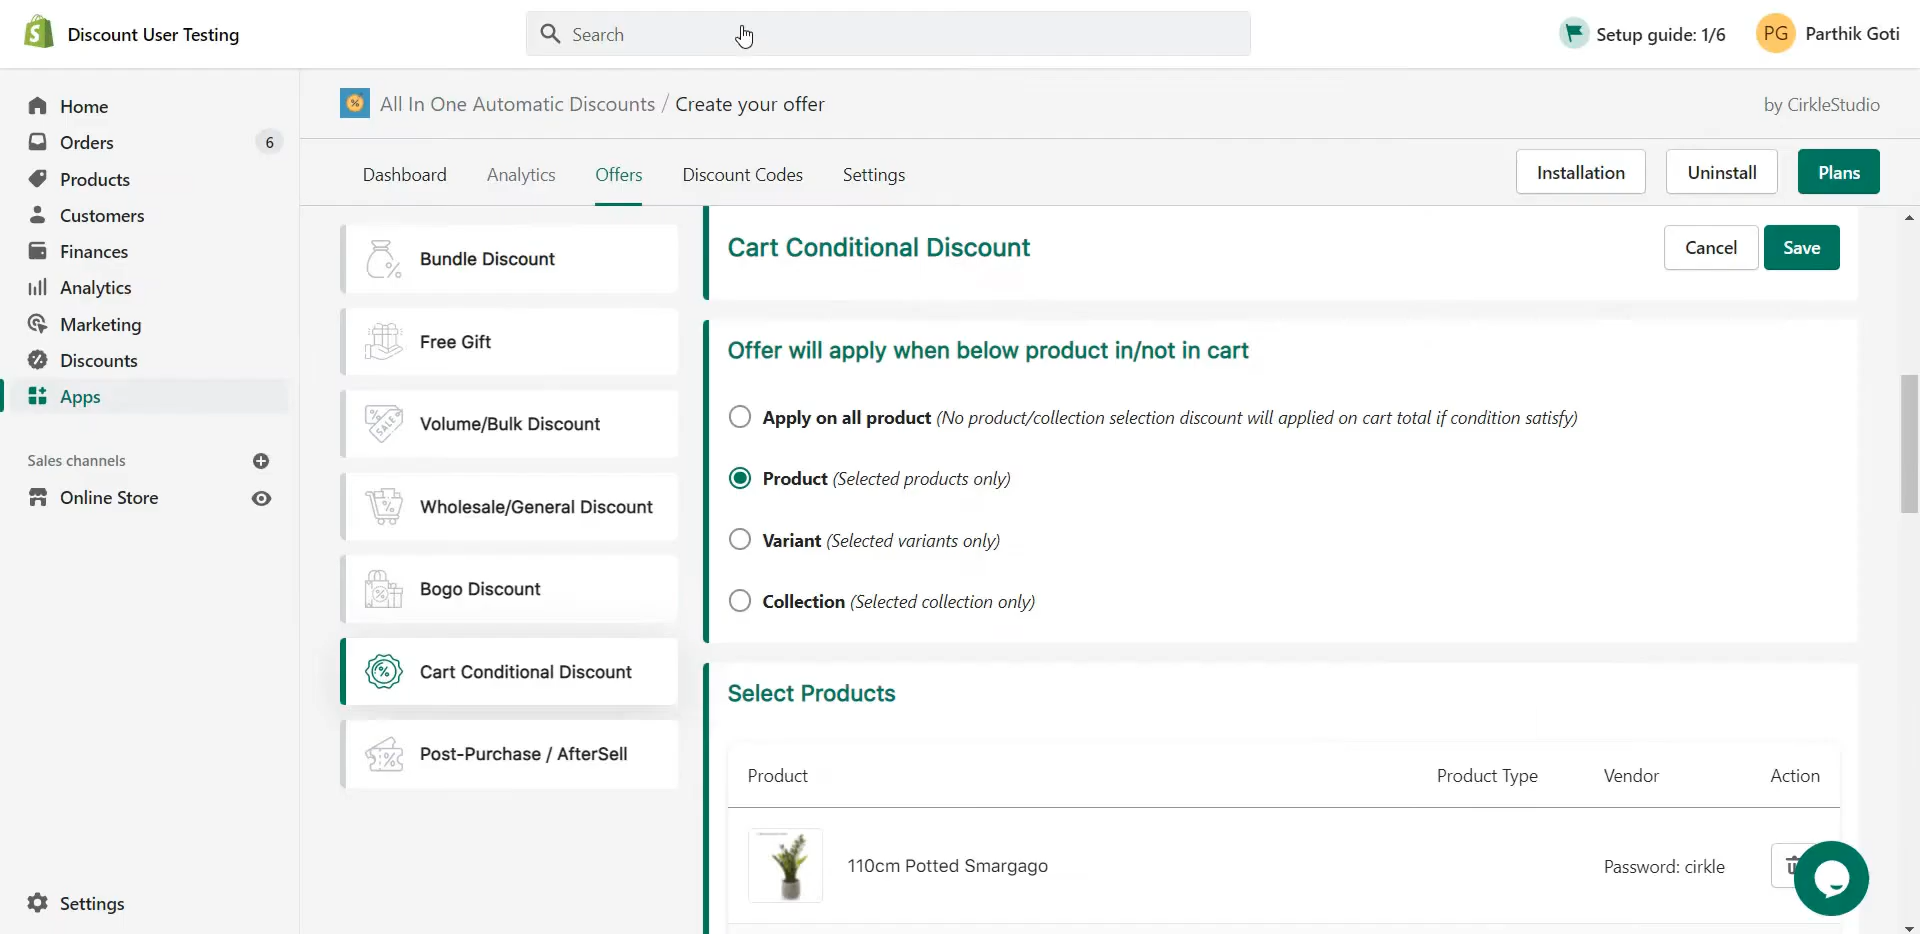 Discount User Testing
Search
Setup guide: 1/6
PG
Parthik Goti
Home
Orders
6
Products
Customers
Finances
Analytics
Marketing
Discounts
Apps
Sales channels
Online Store
Settings
All In One Automatic Discounts / Create your offer
by CirkleStudio
Dashboard
Analytics
Offers
Discount Codes
Settings
Installation
Uninstall
Plans
Bundle Discount
Free Gift
Volume/Bulk Discount
Wholesale/General Discount
Bogo Discount
Cart Conditional Discount
Post-Purchase / AfterSell
Cart Conditional Discount
Cancel
Save
Offer will apply when below product in/not in cart
Apply on all product (No product/collection selection discount will applied on cart total if condition satisfy)
Product (Selected products only)
Variant (Selected variants only)
Collection (Selected collection only)
Select Products
Product
Product Type
Vendor
Action
110cm Potted Smargago
Password: cirkle